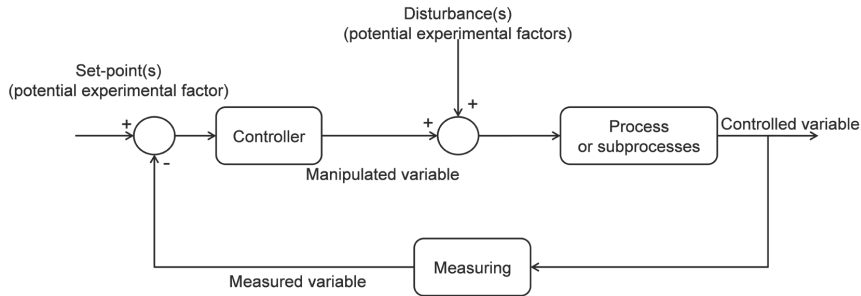 Disturbance(s)
(potential experimental factors)
Set-point(s)
(potential experimental factor)
+
-
Controller
Manipulated variable
+
+
Process
or subprocesses
Controlled variable
Measured variable
Measuring